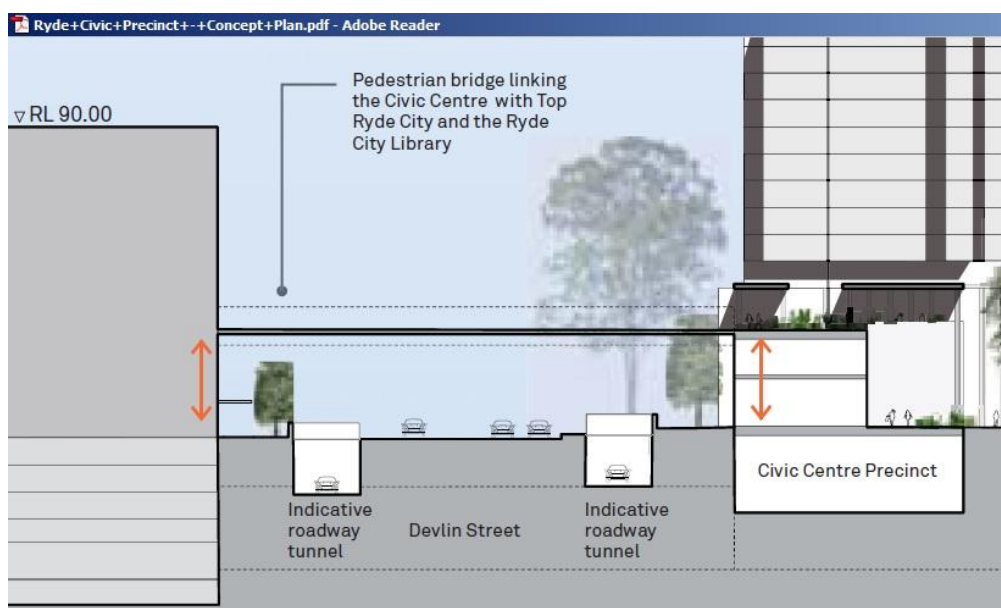 Ryde+Civic+Precinct+-+Concept+Plan.pdf - Adobe Reader
Pedestrian bridge linking
the Civic Centre with Top
Ryde City and the Ryde
City Library
▽ RL 90.00
Civic Centre Precinct
Indicative
roadway
tunnel
Devlin Street
Indicative
roadway
tunnel